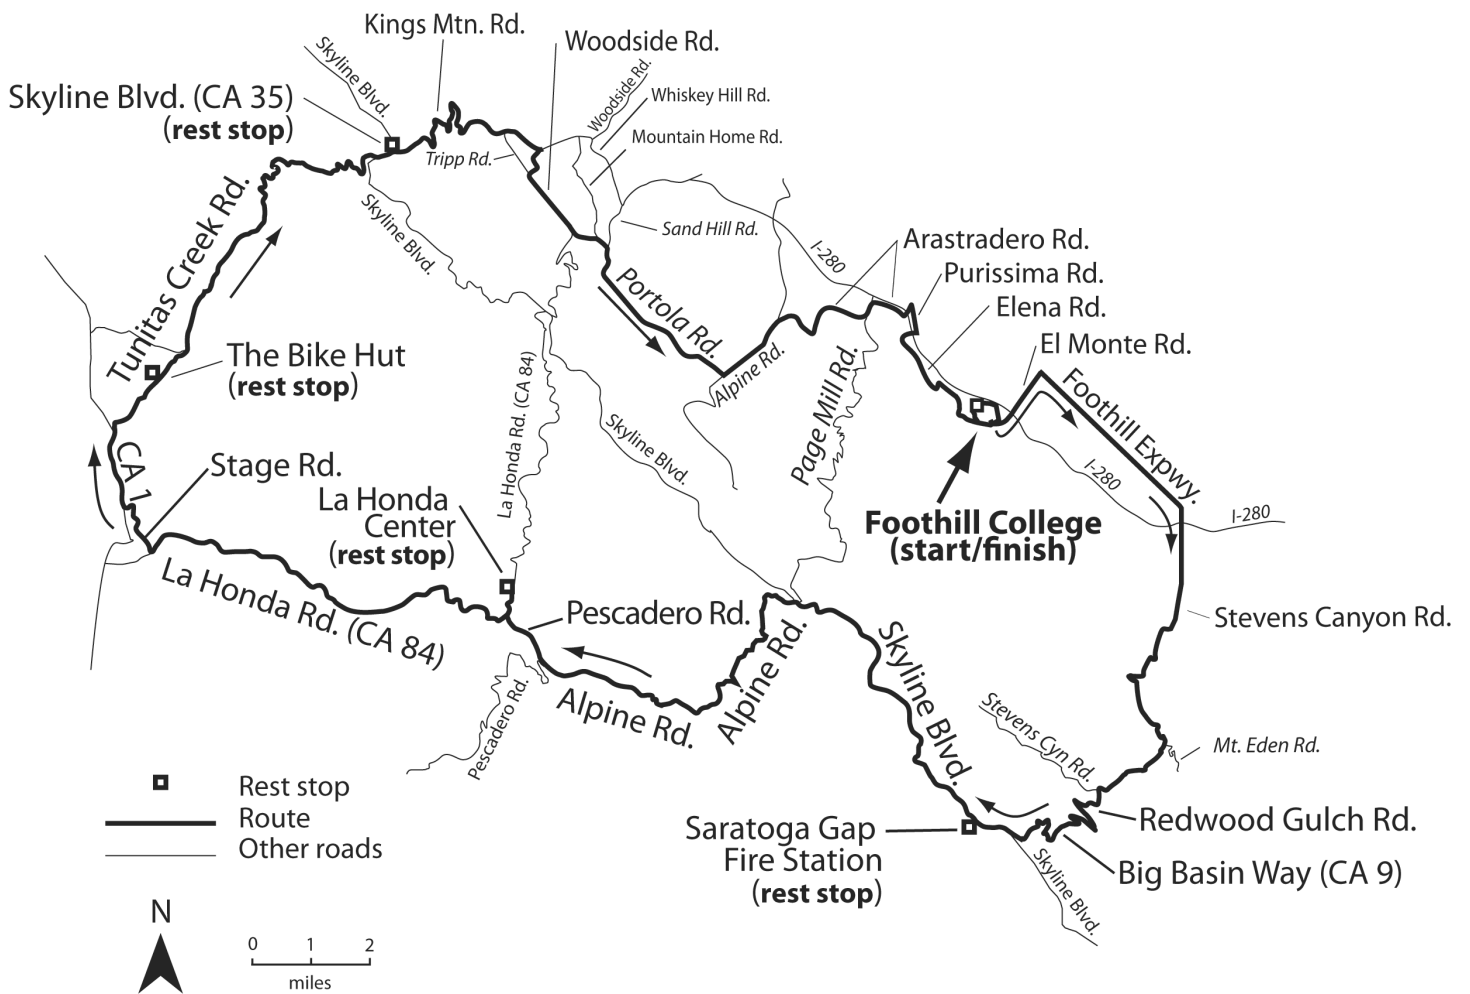 Kings Mtn. Rd.
Woodside Rd.
Skyline Blvd.
Woodside Rd.
Skyline Blvd. (CA 35)
(rest stop)
Whiskey Hill Rd.
Mountain Home Rd.
Tripp Rd.
Tunitas Creek Rd.
Skyline Blvd.
Sand Hill Rd.
I-280
Arastradero Rd.
Purissima Rd.
Elena Rd.
El Monte Rd.
Portola Rd.
The Bike Hut
(rest stop)
Alpine Rd.
La Honda Rd. (CA 84)
Page Mill Rd.
Foothill Expwy.
Skyline Blvd.
CA 1
Stage Rd.
I-280
I-280
La Honda
Center
(rest stop)
Foothill College
(start/finish)
La Honda Rd. (CA 84)
Pescadero Rd.
Stevens Canyon Rd.
Alpine Rd.
Alpine Rd.
Skyline Blvd.
Pescadero Rd.
Stevens Cyn Rd.
Mt. Eden Rd.
Rest stop
Route
Other roads
Saratoga Gap
Fire Station
(rest stop)
Redwood Gulch Rd.
Big Basin Way (CA 9)
Skyline Blvd.
N
0 1 2
miles